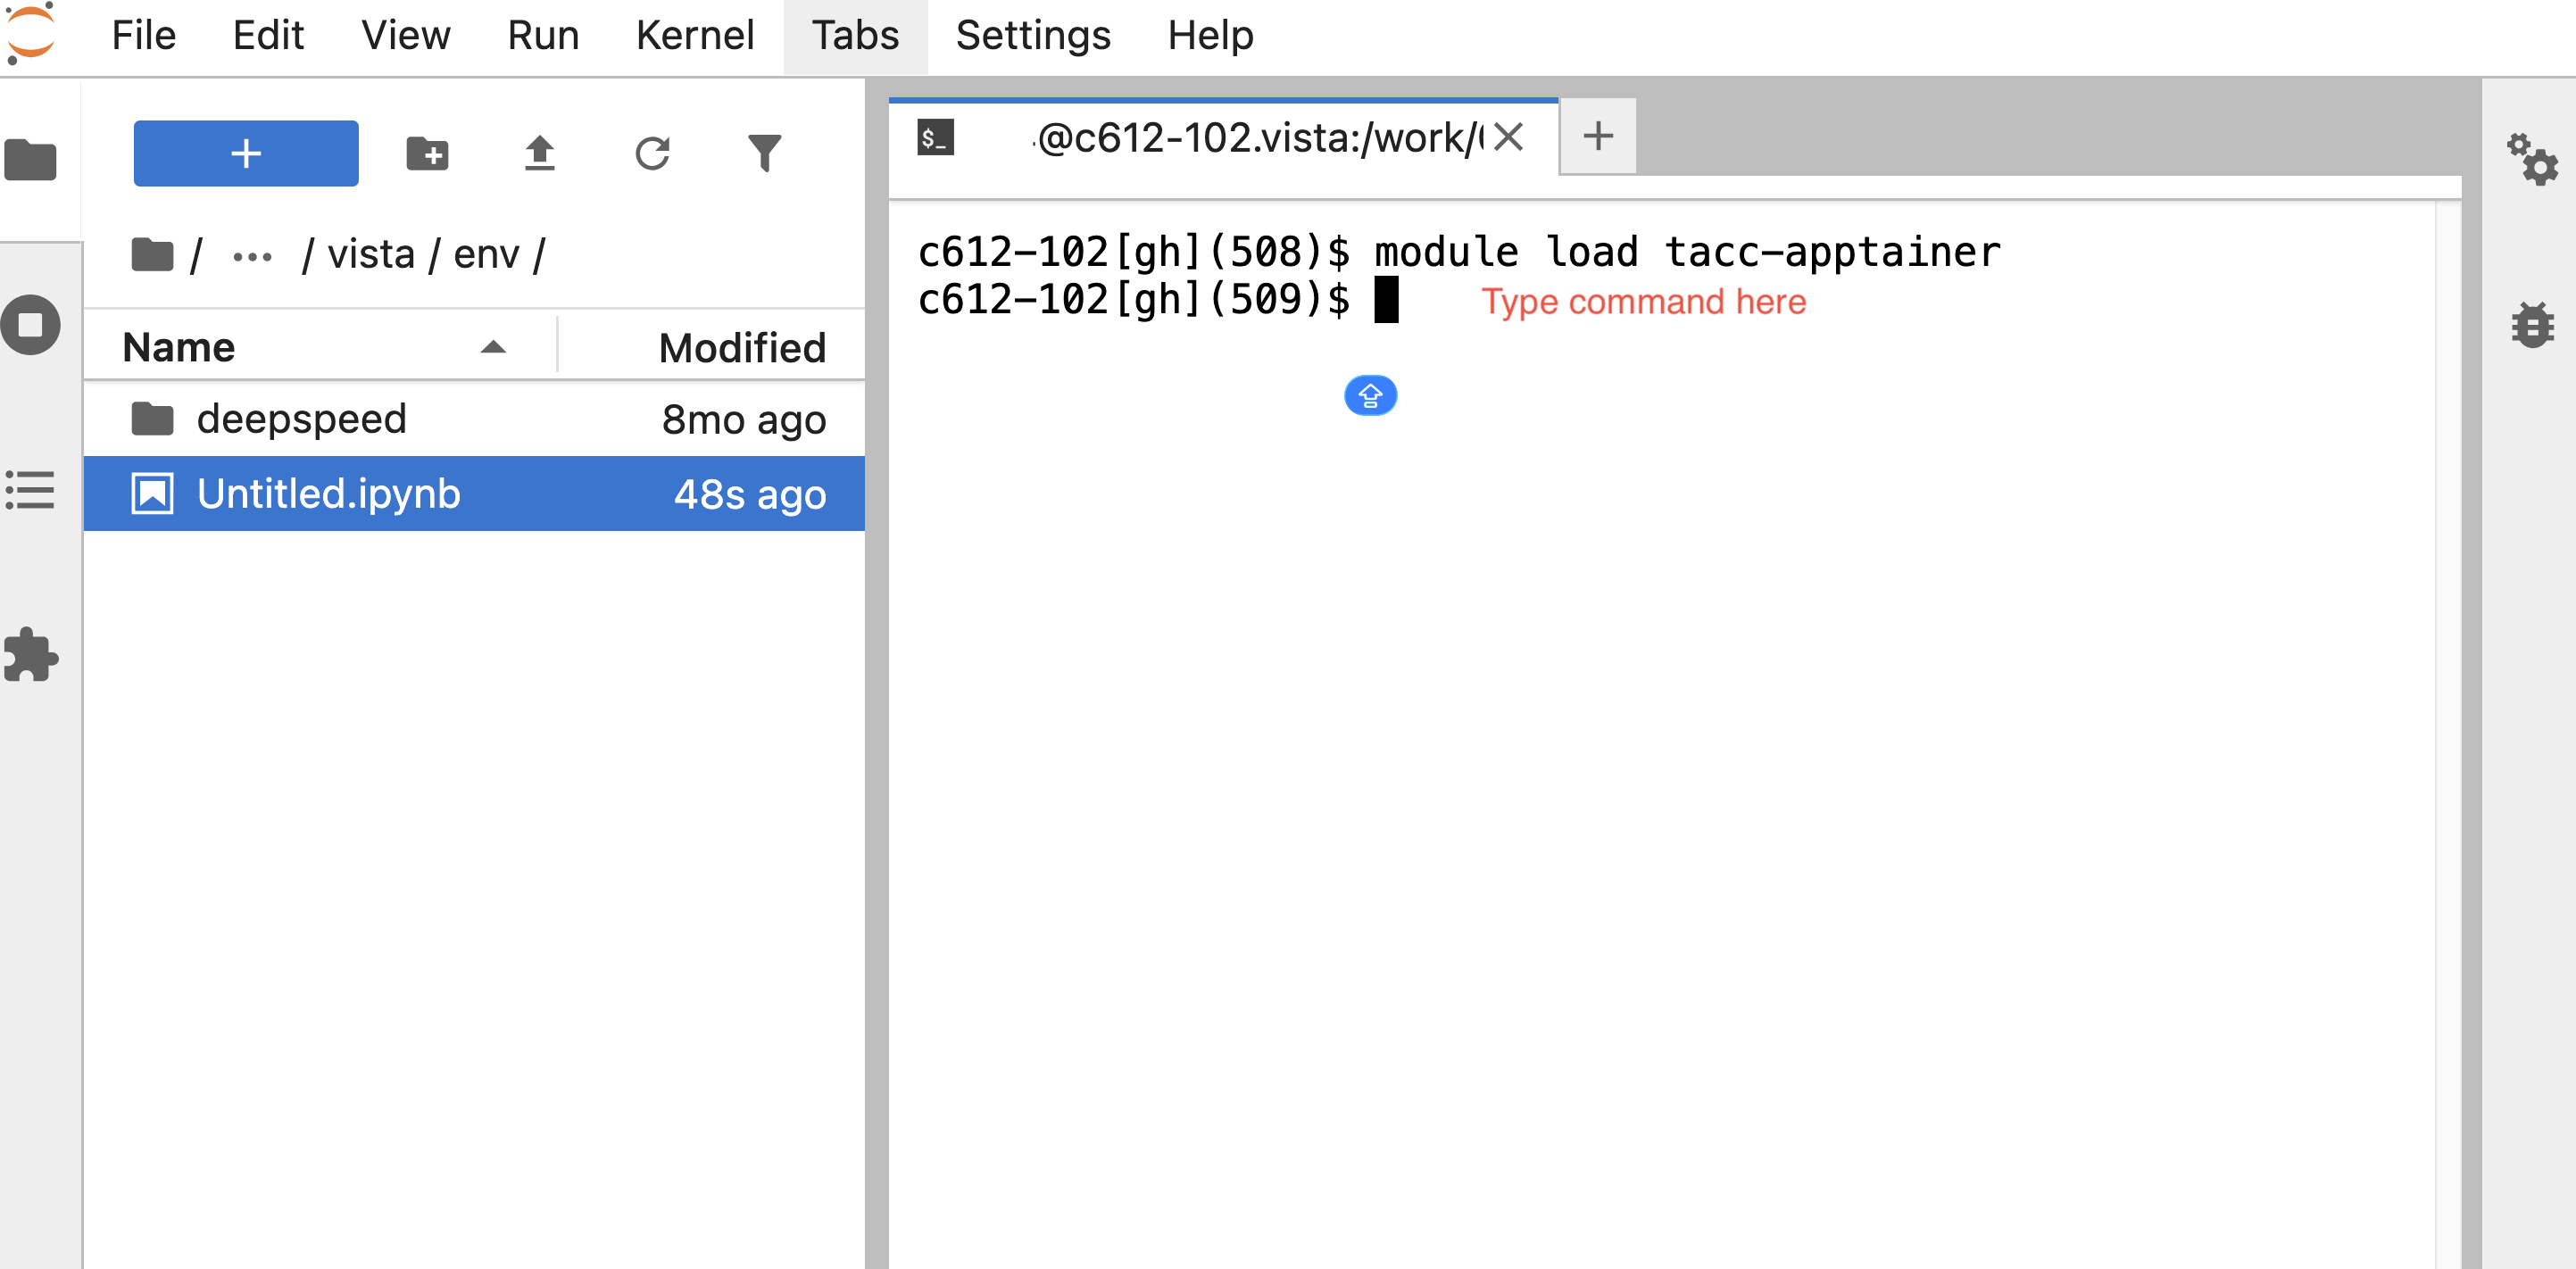 File Edit View Run Kernel Tabs Settings Help
@c612-102.vista:/work/
/ ... / vista / env /
Name Modified
deepspeed 8mo ago
Untitled.ipynb 48s ago
c612-102[gh](508)$ module load tacc-apptainer
c612-102[gh](509)$ Type command here